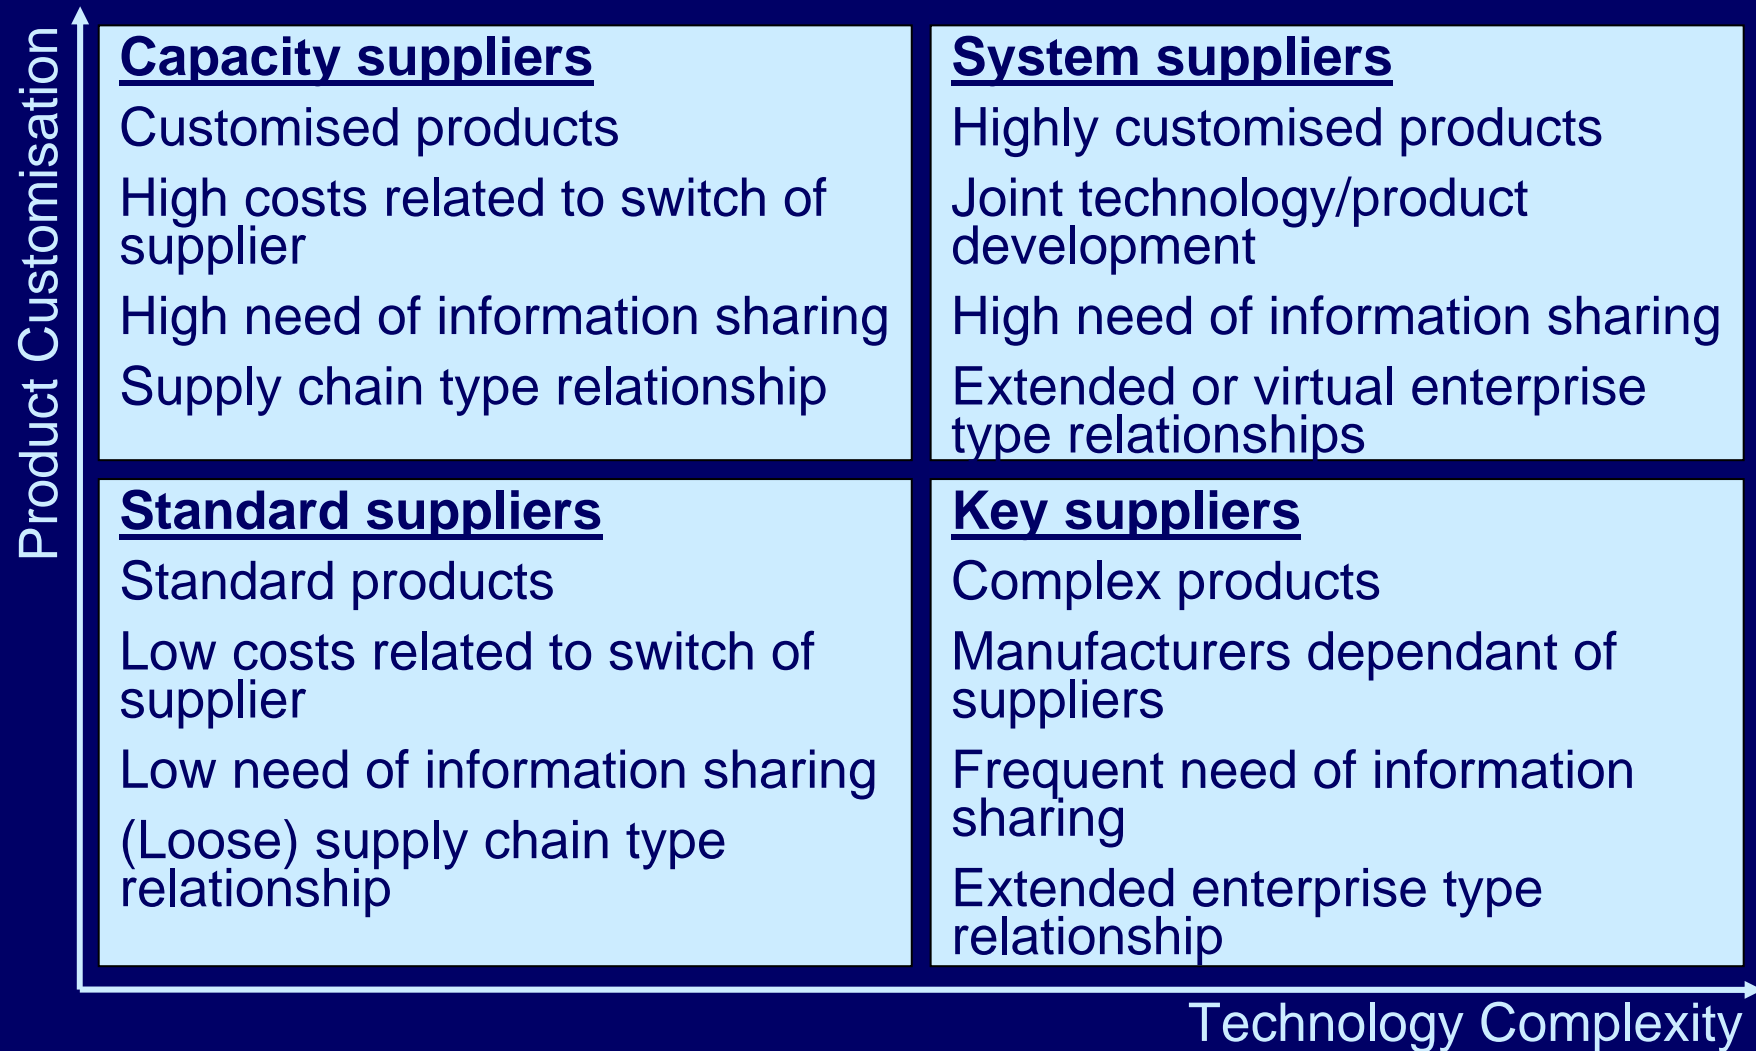 Product Customisation
Capacity suppliers
Customised products
High costs related to switch of
supplier
High need of information sharing
Supply chain type relationship
System suppliers
Highly customised products
Joint technology/product
development
High need of information sharing
Extended or virtual enterprise
type relationships
Standard suppliers
Standard products
Low costs related to switch of
supplier
Low need of information sharing
(Loose) supply chain type
relationship
Key suppliers
Complex products
Manufacturers dependant of
suppliers
Frequent need of information
sharing
Extended enterprise type
relationship
Technology Complexity